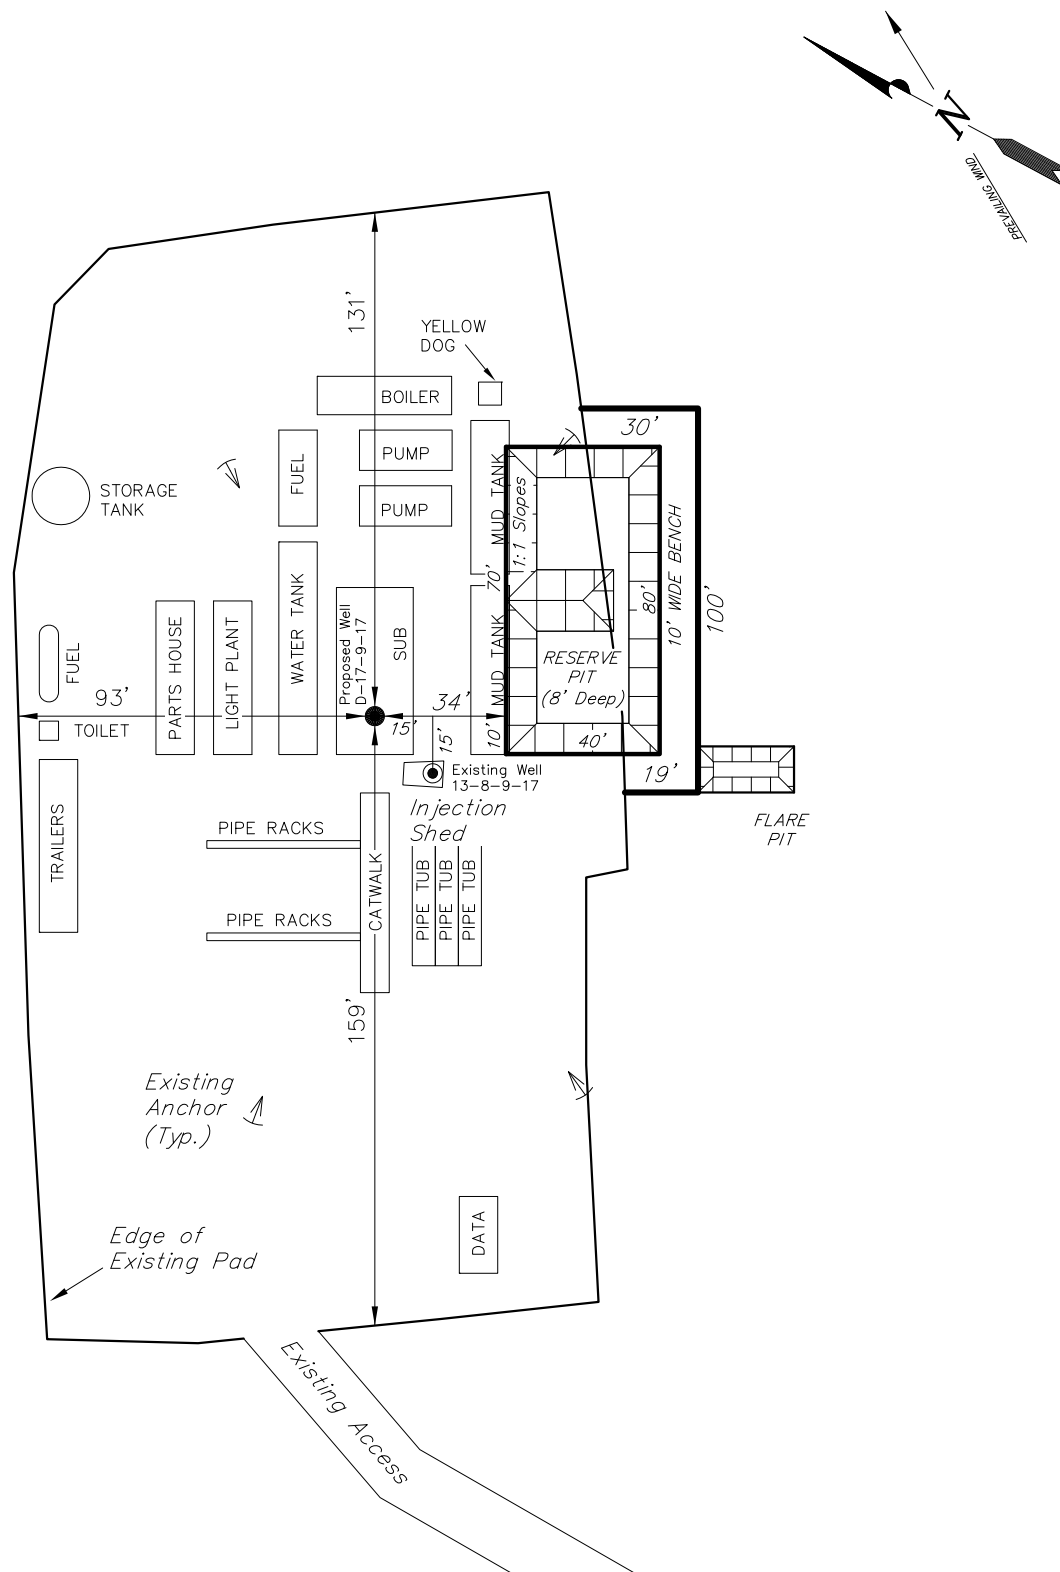 N
PREVAILING WIND
131'
YELLOW
DOG
BOILER
30'
FUEL
PUMP
MUD TANK
1:1 Slopes
STORAGE
TANK
PUMP
10' WIDE BENCH
70'
80'
100'
FUEL
PARTS HOUSE
LIGHT PLANT
WATER TANK
Proposed Well
D-17-9-17
SUB
MUD TANK
RESERVE
PIT
(8' Deep)
93'
34'
TOILET
15'
15'
10'
40'
Existing Well
13-8-9-17
19'
Injection
Shed
FLARE
PIT
TRAILERS
PIPE RACKS
CATWALK
PIPE TUB
PIPE TUB
PIPE TUB
PIPE RACKS
159'
Existing
Anchor
(Typ.)
DATA
Edge of
Existing Pad
Existing Access